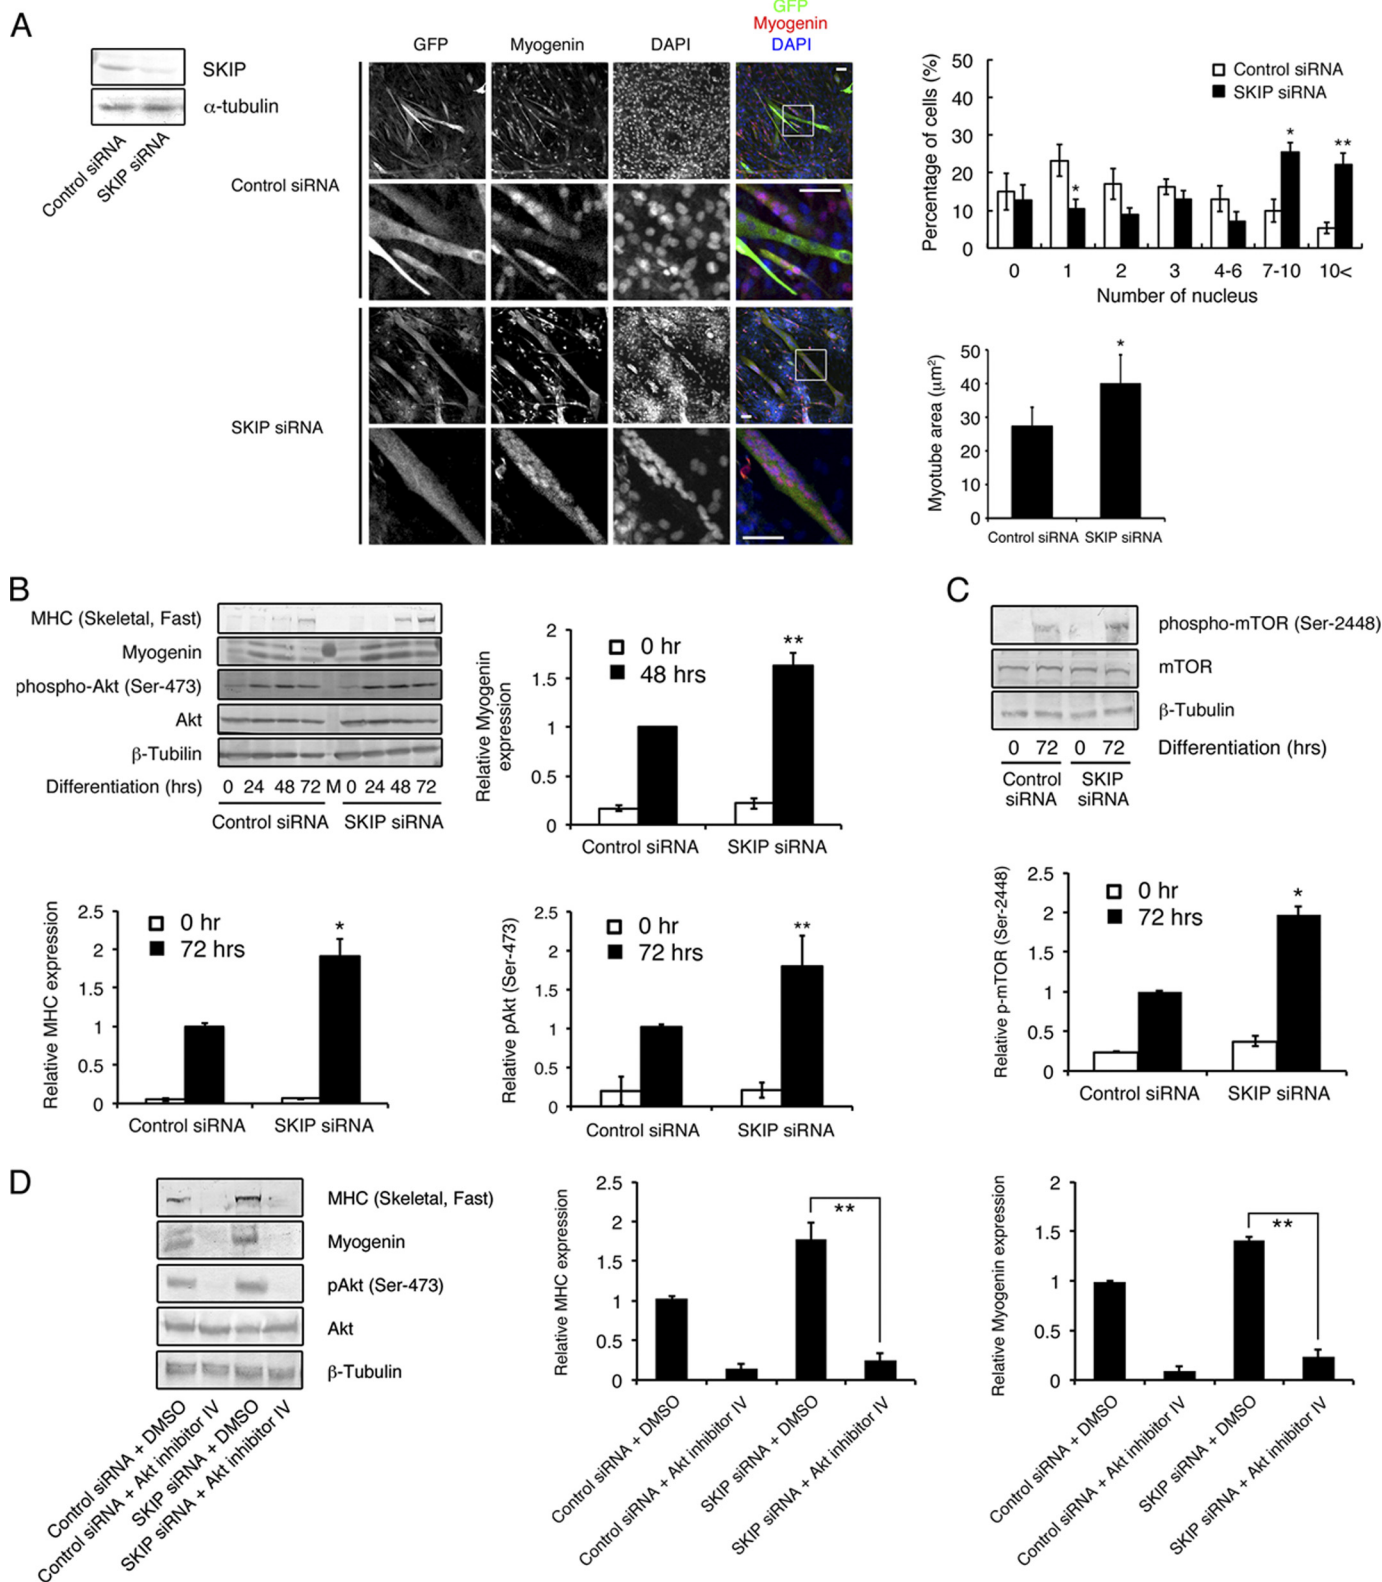 A
SKIP
α-tubulin
Control siRNA
SKIP siRNA
GFP
Myogenin
DAPI
GFP
Myogenin
DAPI
Control siRNA
SKIP siRNA
Percentage of cells (%)
60
50
40
30
20
10
0
Control siRNA
SKIP siRNA
*
*
**
0 1 2 3 4-6 7-10 10<
Number of nucleus
Myotube area (μm²)
50
40
30
20
10
0
*
Control siRNA SKIP siRNA
B
MHC (Skeletal, Fast)
Myogenin
phospho-Akt (Ser-473)
Akt
β-Tubilin
Differentiation (hrs) 0 24 48 72 M 0 24 48 72
Control siRNA SKIP siRNA
Relative Myogenin
expression
2
1.5
1
0.5
0
0 hr
48 hrs
**
Control siRNA SKIP siRNA
Relative MHC expression
2.5
2
1.5
1
0.5
0
0 hr
72 hrs
*
Control siRNA SKIP siRNA
Relative pAkt (Ser-473)
2.5
2
1.5
1
0.5
0
0 hr
72 hrs
**
Control siRNA SKIP siRNA
C
phospho-mTOR (Ser-2448)
mTOR
β-Tubulin
0 72 0 72 Differentiation (hrs)
Control
siRNA
SKIP
siRNA
Relative p-mTOR (Ser-2448)
2.5
2
1.5
1
0.5
0
0 hr
72 hrs
*
Control siRNA SKIP siRNA
D
MHC (Skeletal, Fast)
Myogenin
pAkt (Ser-473)
Akt
β-Tubulin
Control siRNA + DMSO
Control siRNA + Akt inhibitor IV
SKIP siRNA + DMSO
SKIP siRNA + Akt inhibitor IV
Relative MHC expression
2.5
2
1.5
1
0.5
0
**
Control siRNA + DMSO
Control siRNA + Akt inhibitor IV
SKIP siRNA + DMSO
SKIP siRNA + Akt inhibitor IV
Relative Myogenin expression
2
1.5
1
0.5
0
**
Control siRNA + DMSO
Control siRNA + Akt inhibitor IV
SKIP siRNA + DMSO
SKIP siRNA + Akt inhibitor IV